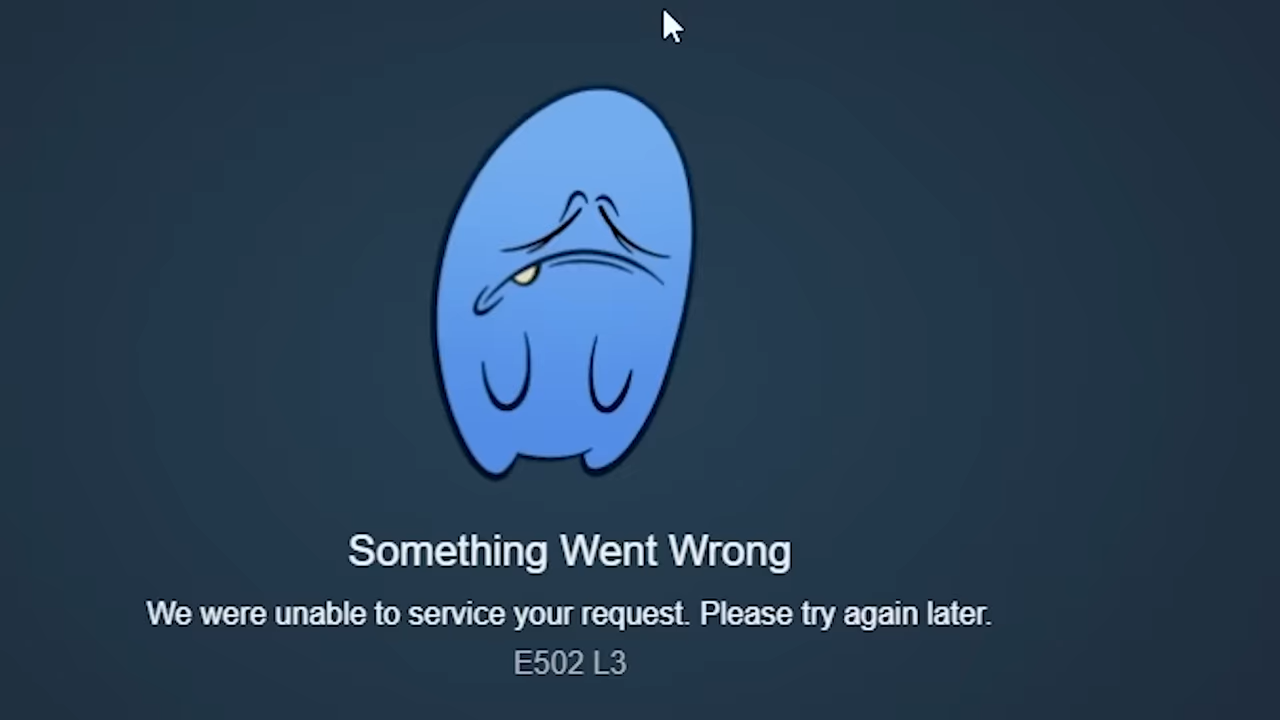 Something Went Wrong
We were unable to service your request. Please try again later.
E502 L3